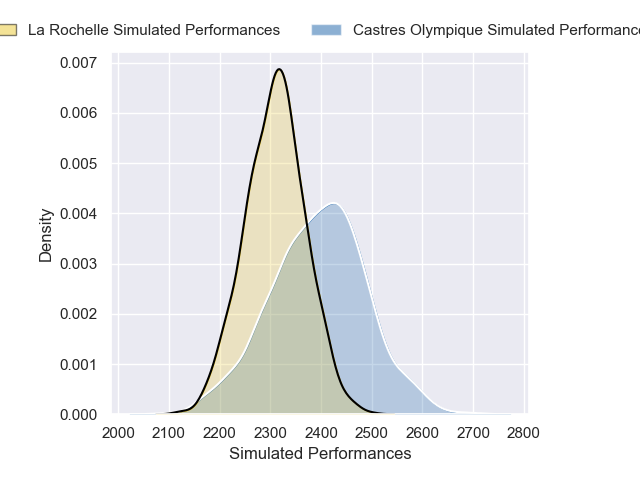 La Rochelle Simulated Performances
Castres Olympique Simulated Performanc
0.007
0.006
0.005
0.004
0.003
0.002
0.001
0.000
Density
2000 2100 2200 2300 2400 2500 2600 2700 2800
Simulated Performances